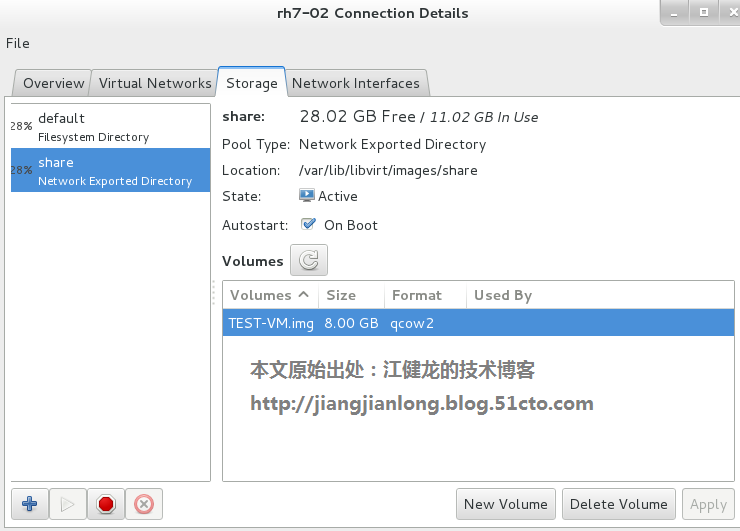 rh7-02 Connection Details
File
Overview Virtual Networks Storage Network Interfaces
28% default
Filesystem Directory
28% share
Network Exported Directory
share: 28.02 GB Free / 11.02 GB In Use
Pool Type: Network Exported Directory
Location: /var/lib/libvirt/images/share
State: Active
Autostart: On Boot
Volumes
Volumes Size Format Used By
TEST-VM.img 8.00 GB qcow2
本文原始出处：江健龙的技术博客
http://jiangjianlong.blog.51cto.com
New Volume Delete Volume Apply